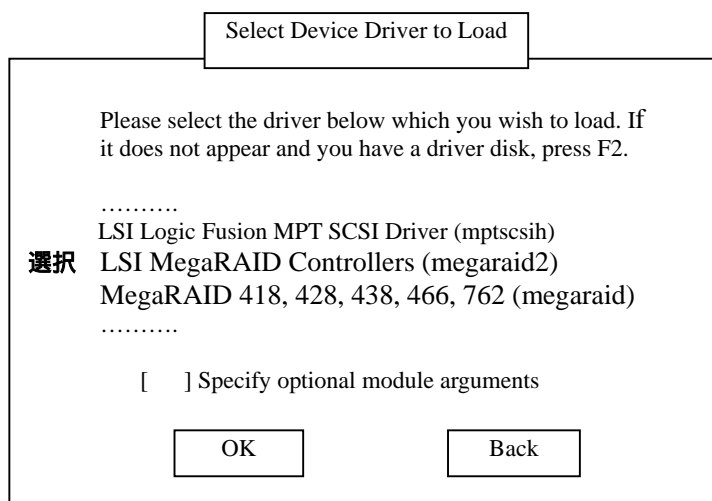 Select Device Driver to Load
Please select the driver below which you wish to load. If
it does not appear and you have a driver disk, press F2.
……….
LSI Logic Fusion MPT SCSI Driver (mptscsih)
選択 LSI MegaRAID Controllers (megaraid2)
MegaRAID 418, 428, 438, 466, 762 (megaraid)
……….
[ ] Specify optional module arguments
OK Back